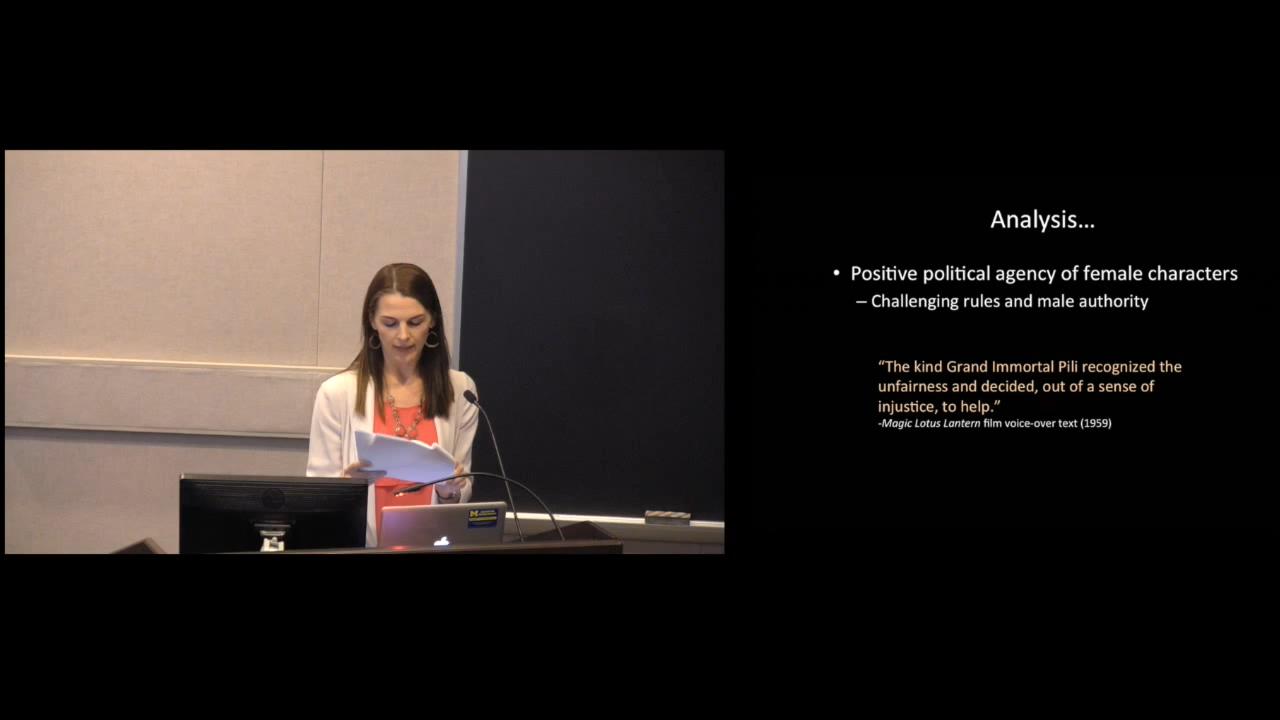 Analysis…
• Positive political agency of female characters
– Challenging rules and male authority
“The kind Grand Immortal Pili recognized the
unfairness and decided, out of a sense of
injustice, to help.”
-Magic Lotus Lantern film voice-over text (1959)